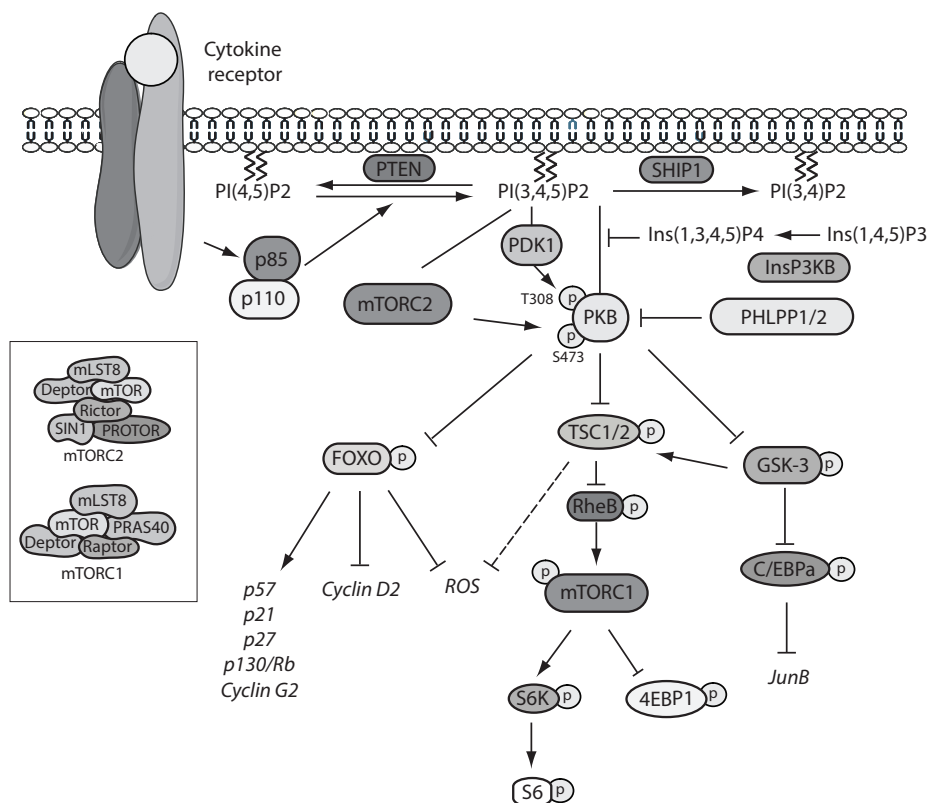 Cytokine
receptor
PTEN
SHIP1
PI(4,5)P2
PI(3,4,5)P2
PI(3,4)P2
Ins(1,3,4,5)P4
Ins(1,4,5)P3
InsP3KB
p85
p110
PDK1
mTORC2
T308
p
PKB
p
S473
PHLPP1/2
mLST8
Deptor
mTOR
Rictor
SIN1
PROTOR
mTORC2
mLST8
mTOR
PRAS40
Deptor
Raptor
mTORC1
FOXO
p
TSC1/2
p
GSK-3
p
RheB
p
C/EBPa
p
p
mTORC1
p57
p21
p27
p130/Rb
Cyclin G2
Cyclin D2
ROS
JunB
S6K
p
4EBP1
p
S6
p